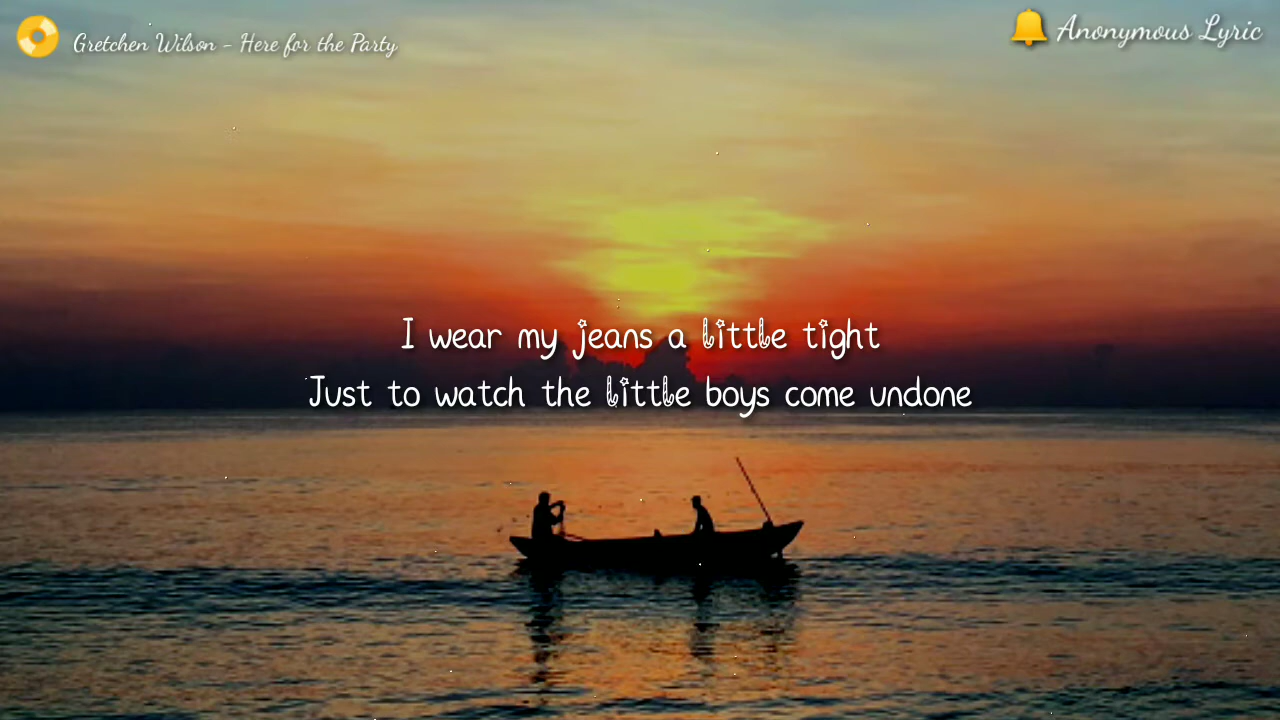 Gretchen Wilson - Here for the Party
Anonymous Lyric
I wear my jeans a little tight
Just to watch the little boys come undone